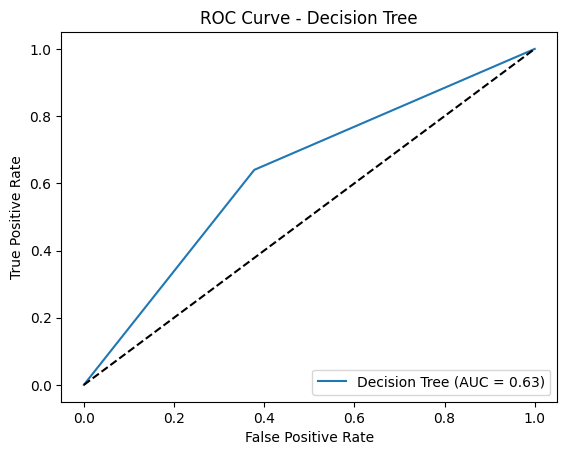 ROC Curve - Decision Tree
1.0
0.8
0.6
0.4
0.2
0.0
True Positive Rate
Decision Tree (AUC = 0.63)
0.0 0.2 0.4 0.6 0.8 1.0
False Positive Rate